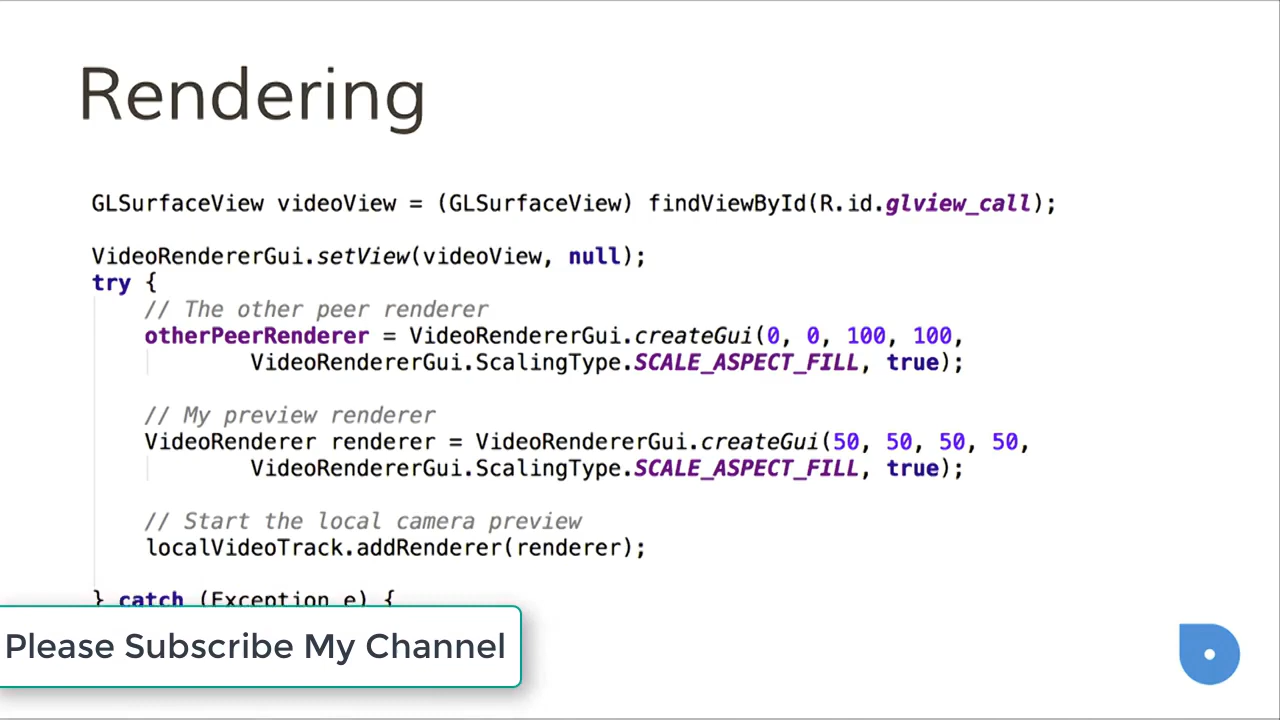 Rendering
GLSurfaceView videoView = (GLSurfaceView) findViewById(R.id.glview_call);
VideoRendererGui.setView(videoView, null);
try {
// The other peer renderer
otherPeerRenderer = VideoRendererGui.createGui(0, 0, 100, 100,
VideoRendererGui.ScalingType.SCALE_ASPECT_FILL, true);
// My preview renderer
VideoRenderer renderer = VideoRendererGui.createGui(50, 50, 50, 50,
VideoRendererGui.ScalingType.SCALE_ASPECT_FILL, true);
// Start the local camera preview
localVideoTrack.addRenderer(renderer);
} catch (Exception e) {
Please Subscribe My Channel